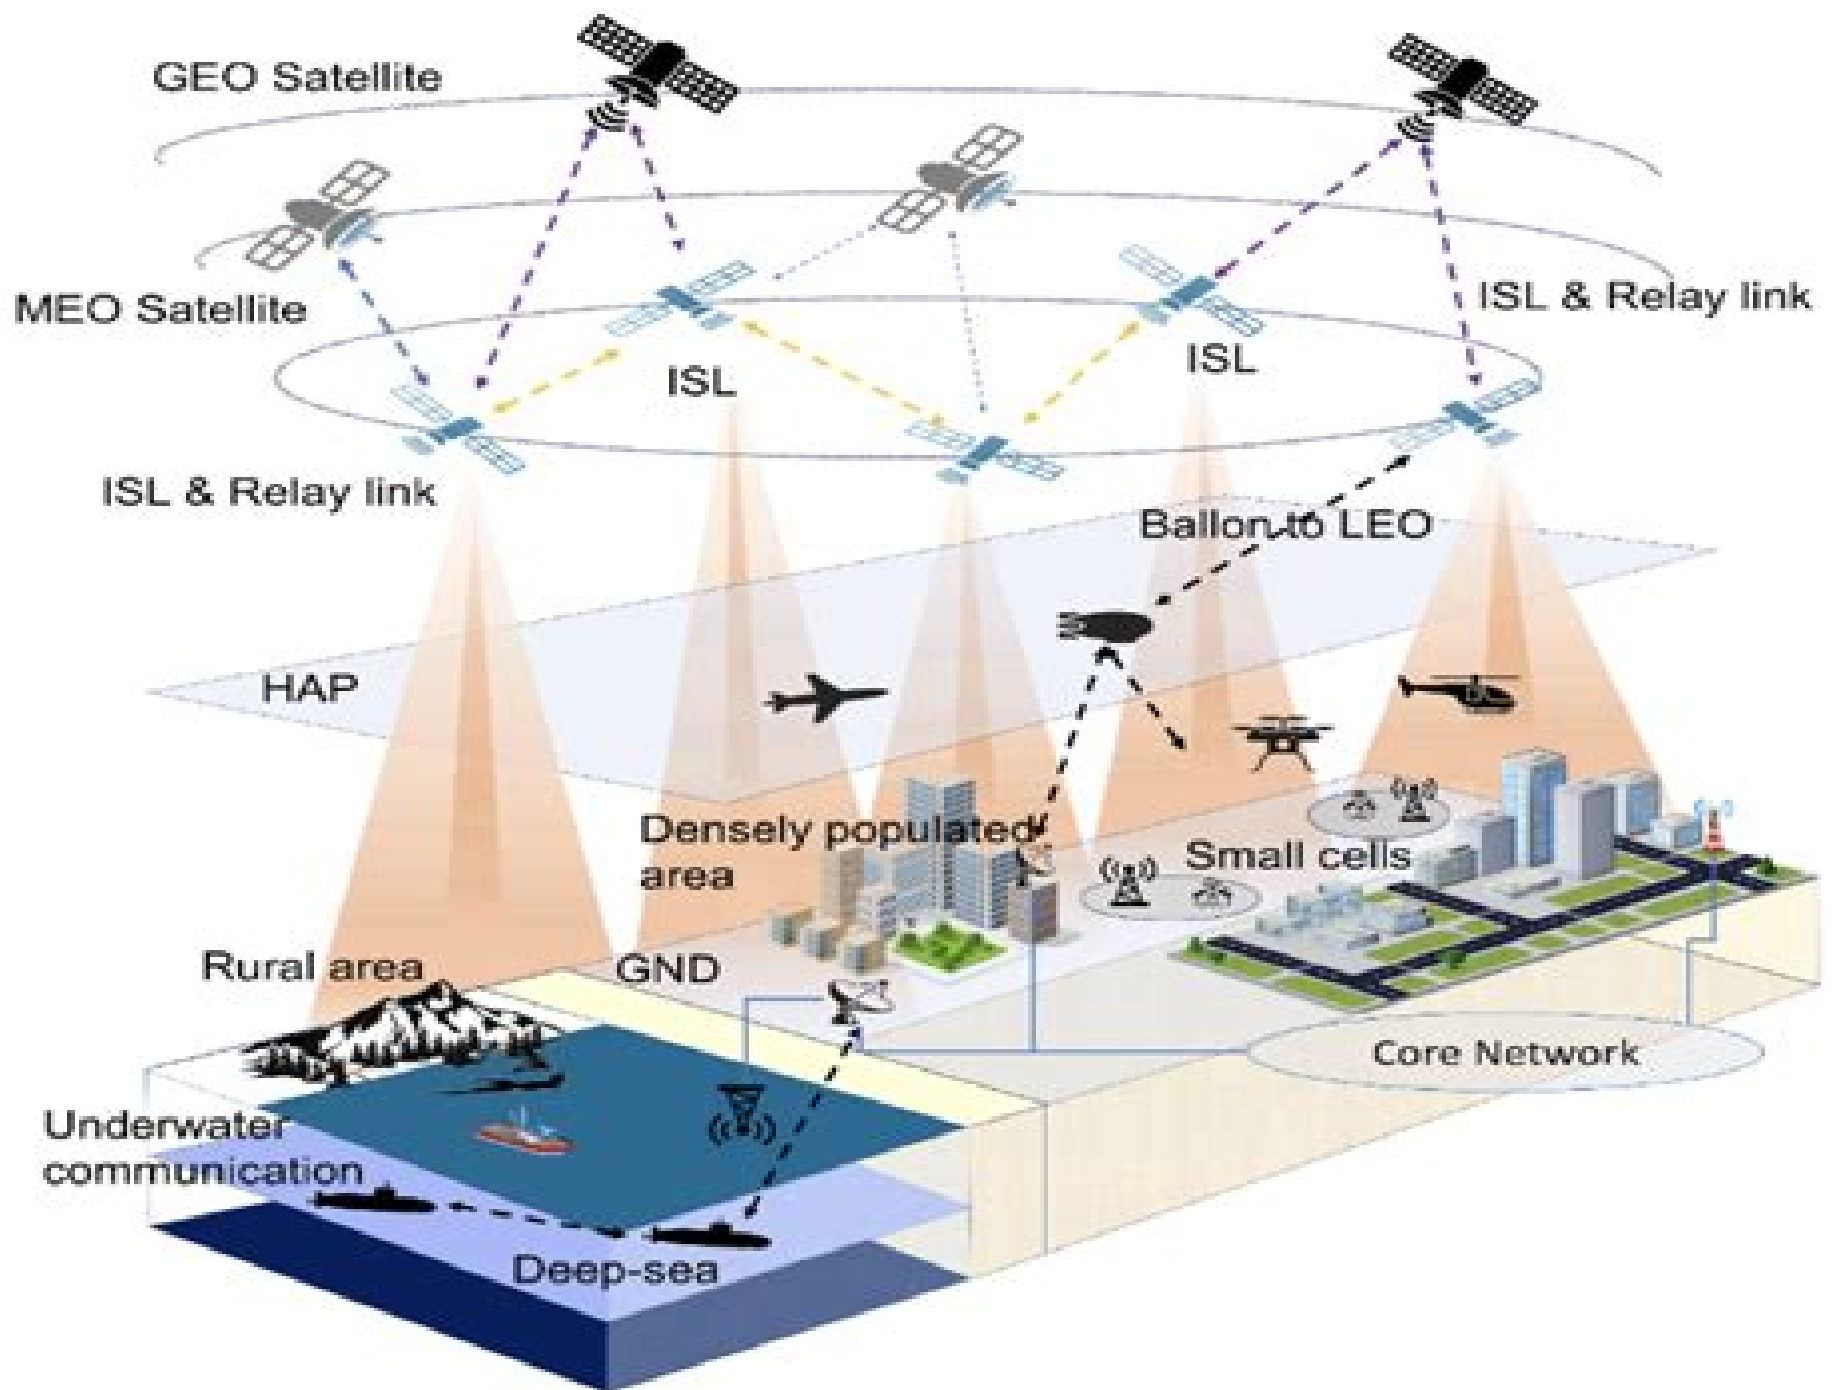 GEO Satellite
MEO Satellite
ISL & Relay link
ISL
ISL
ISL & Relay link
Ballon to LEO
HAP
Densely populated
area
Small cells
Rural area
GND
Core Network
Underwater
communication
Deep-sea